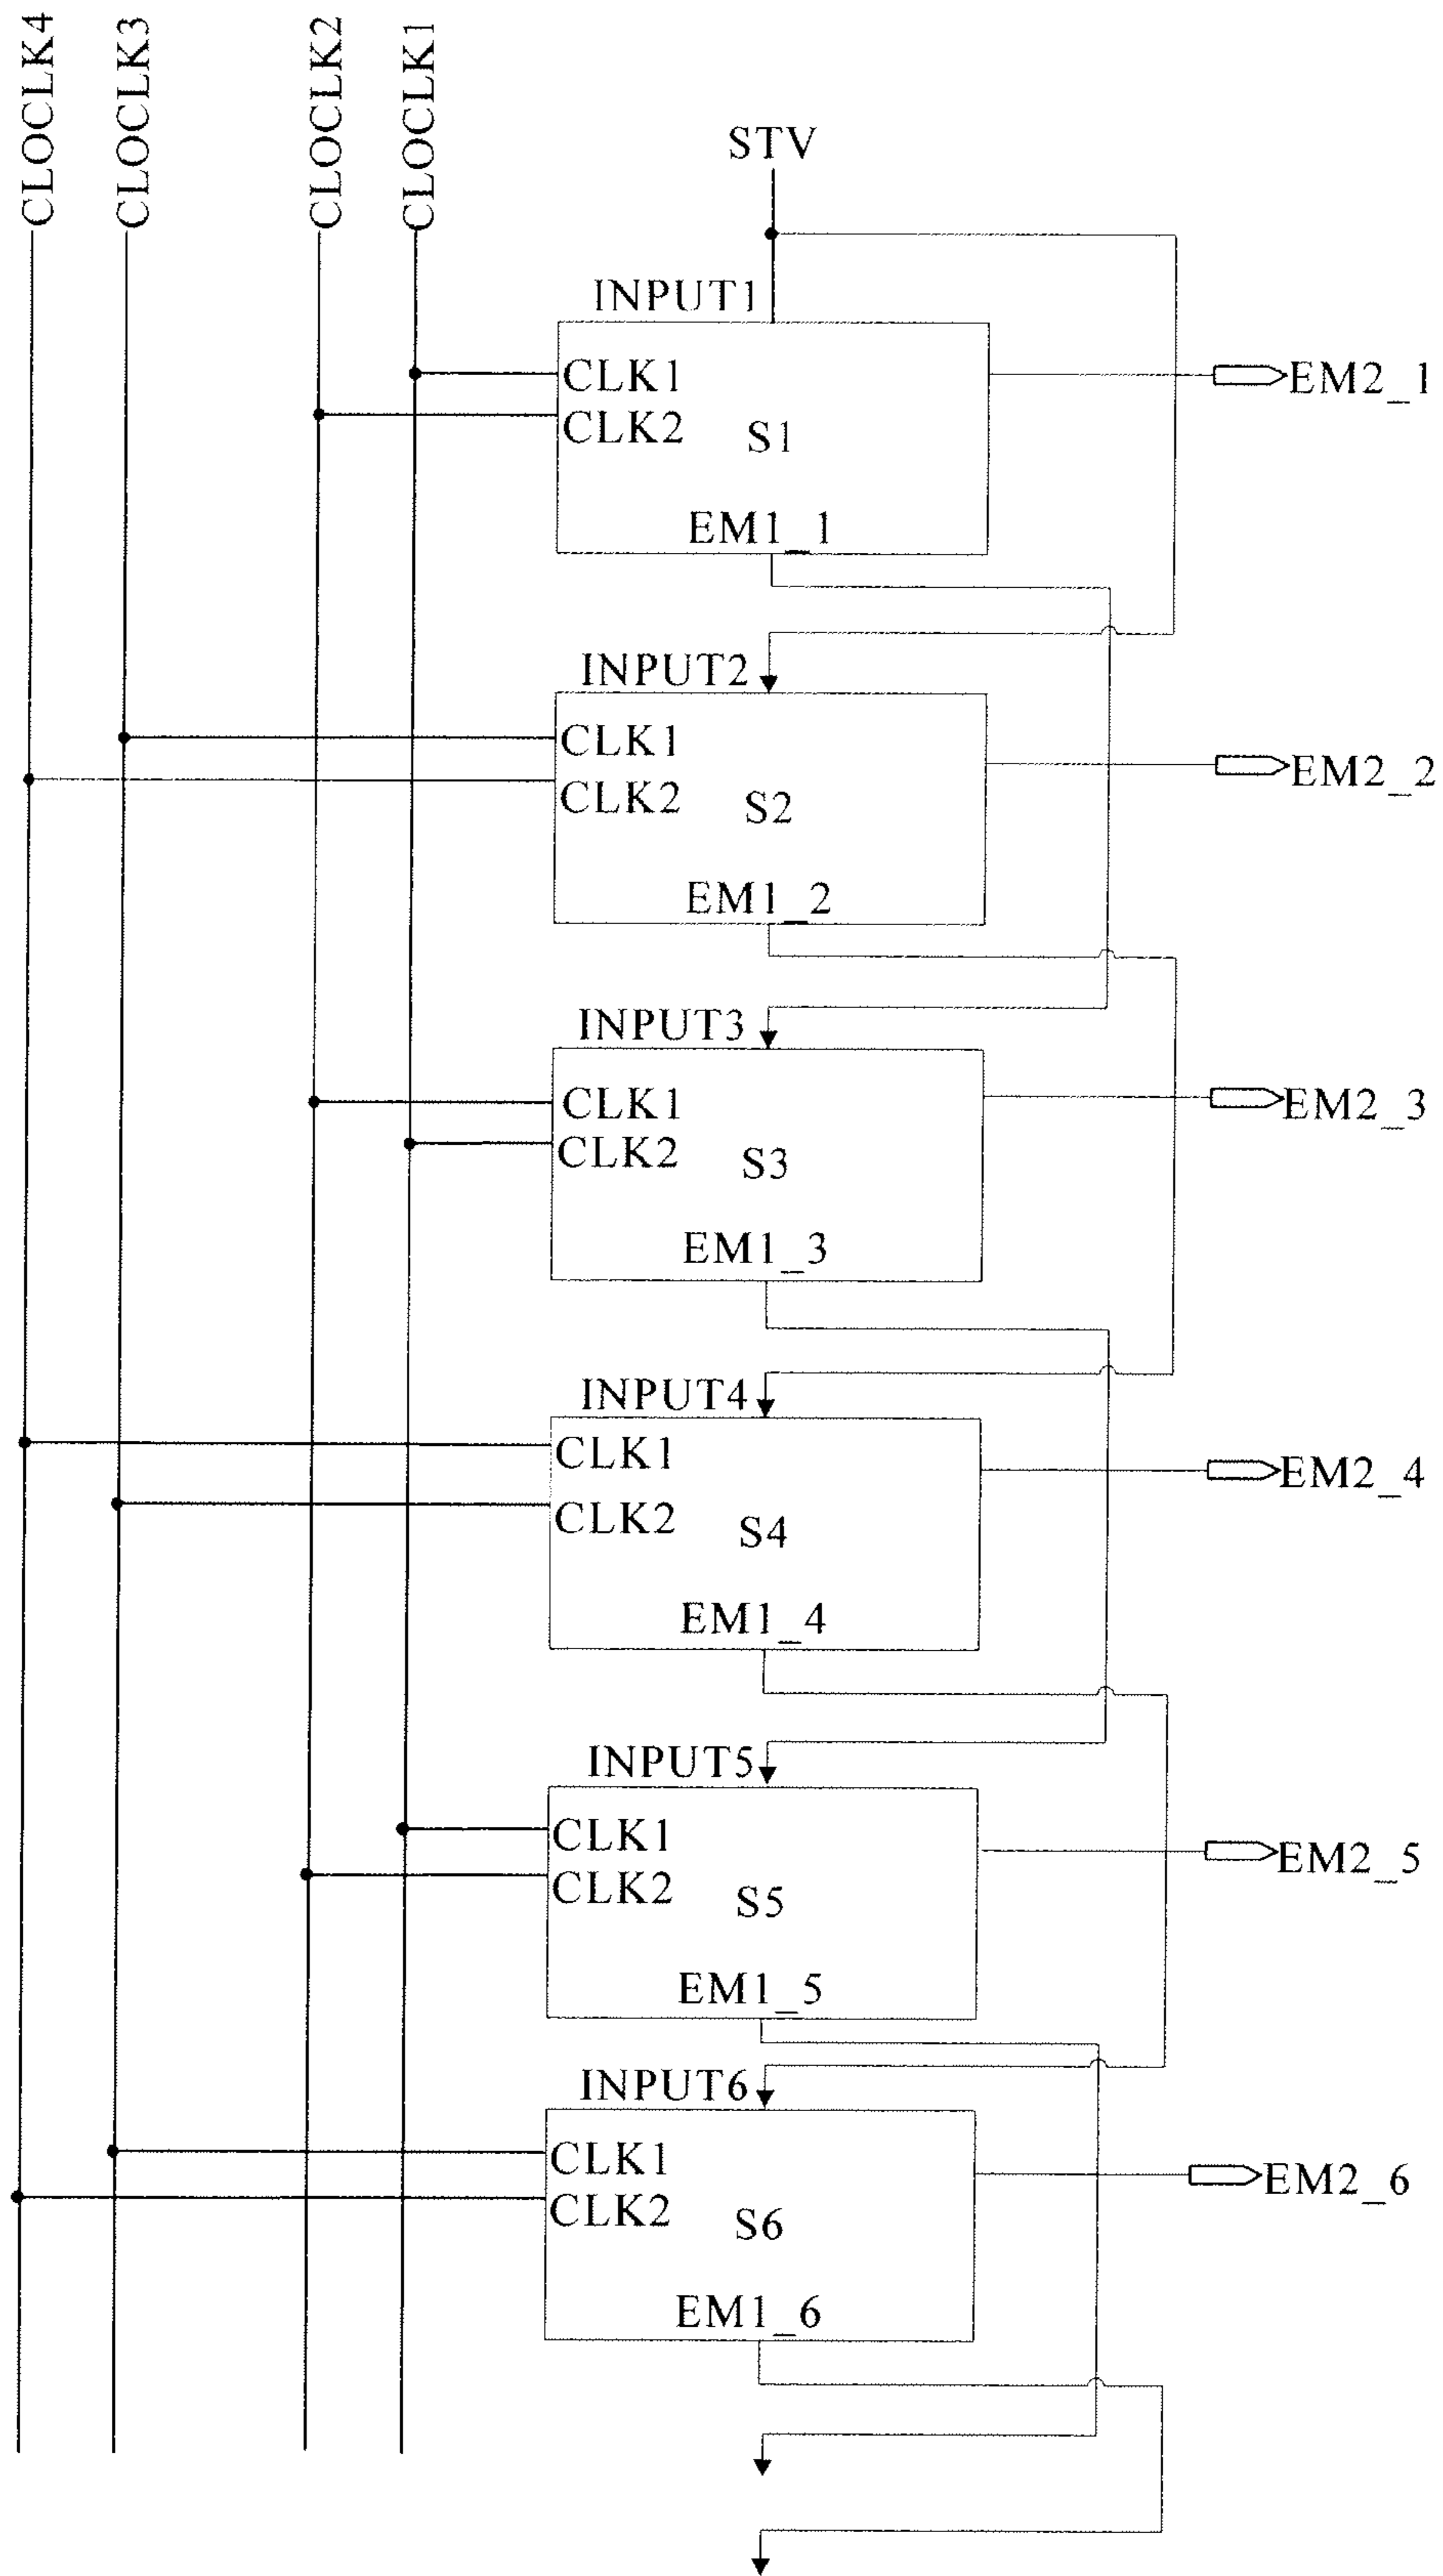 CLOCLK4
CLOCLK3
CLOCLK2
CLOCLK1
STV
INPUT1
CLK1
CLK2
S1
EM1_1
EM2_1
INPUT2
CLK1
CLK2
S2
EM1_2
EM2_2
INPUT3
CLK1
CLK2
S3
EM1_3
EM2_3
INPUT4
CLK1
CLK2
S4
EM1_4
EM2_4
INPUT5
CLK1
CLK2
S5
EM1_5
EM2_5
INPUT6
CLK1
CLK2
S6
EM1_6
EM2_6